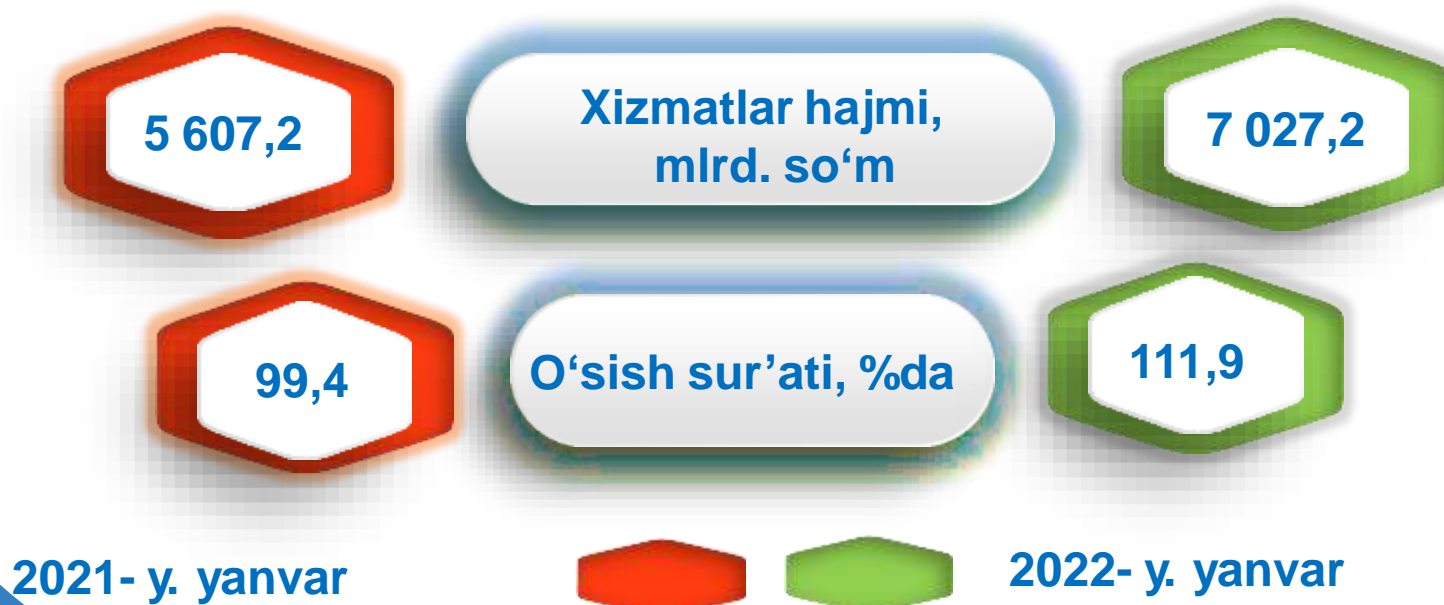 5 607,2
Xizmatlar hajmi,
mlrd. so‘m
7 027,2
99,4
O‘sish sur’ati, %da
111,9
2021- y. yanvar
2022- y. yanvar